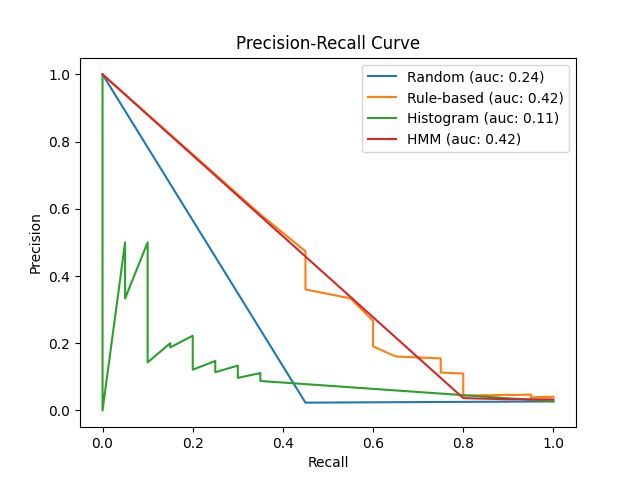 Precision-Recall Curve
Random (auc: 0.24)
Rule-based (auc: 0.42)
Histogram (auc: 0.11)
HMM (auc: 0.42)
Precision
1.0
0.8
0.6
0.4
0.2
0.0
0.0 0.2 0.4 0.6 0.8 1.0
Recall